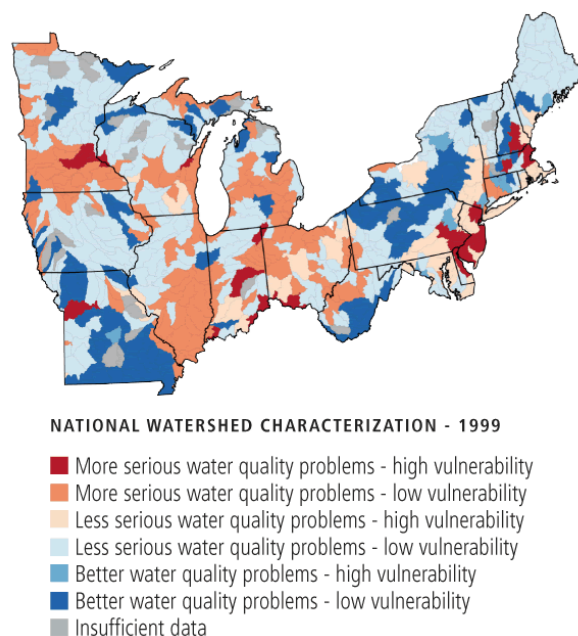 NATIONAL WATERSHED CHARACTERIZATION - 1999
More serious water quality problems - high vulnerability
More serious water quality problems - low vulnerability
Less serious water quality problems - high vulnerability
Less serious water quality problems - low vulnerability
Better water quality problems - high vulnerability
Better water quality problems - low vulnerability
Insufficient data